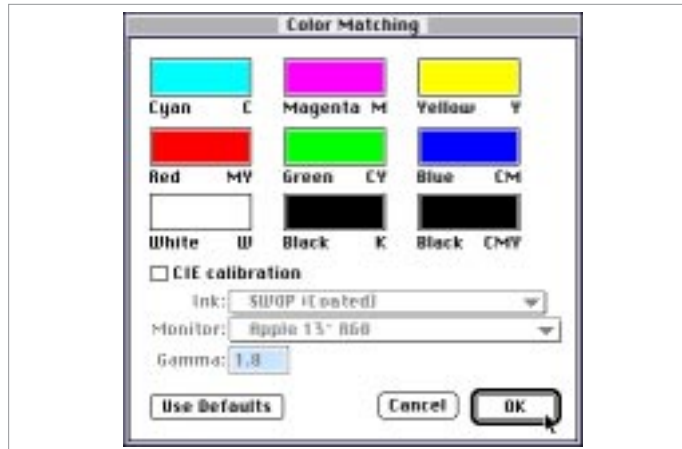 Color Matching
Cyan C Magenta M Yellow Y
Red MY Green CY Blue CM
White W Black K Black CMY
CIE calibration
Ink: SWOP (Coated)
Monitor: Apple 13" RGB
Gamma: 1.8
Use Defaults Cancel OK